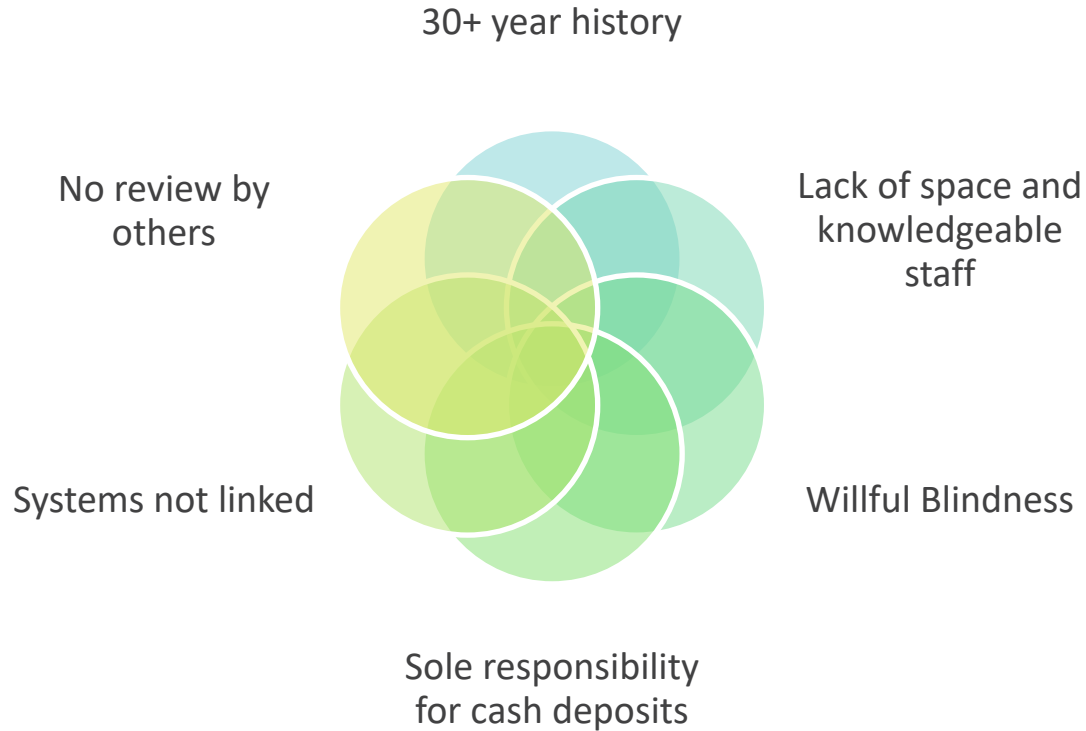 30+ year history
No review by
others
Lack of space and
knowledgeable
staff
Systems not linked
Willful Blindness
Sole responsibility
for cash deposits